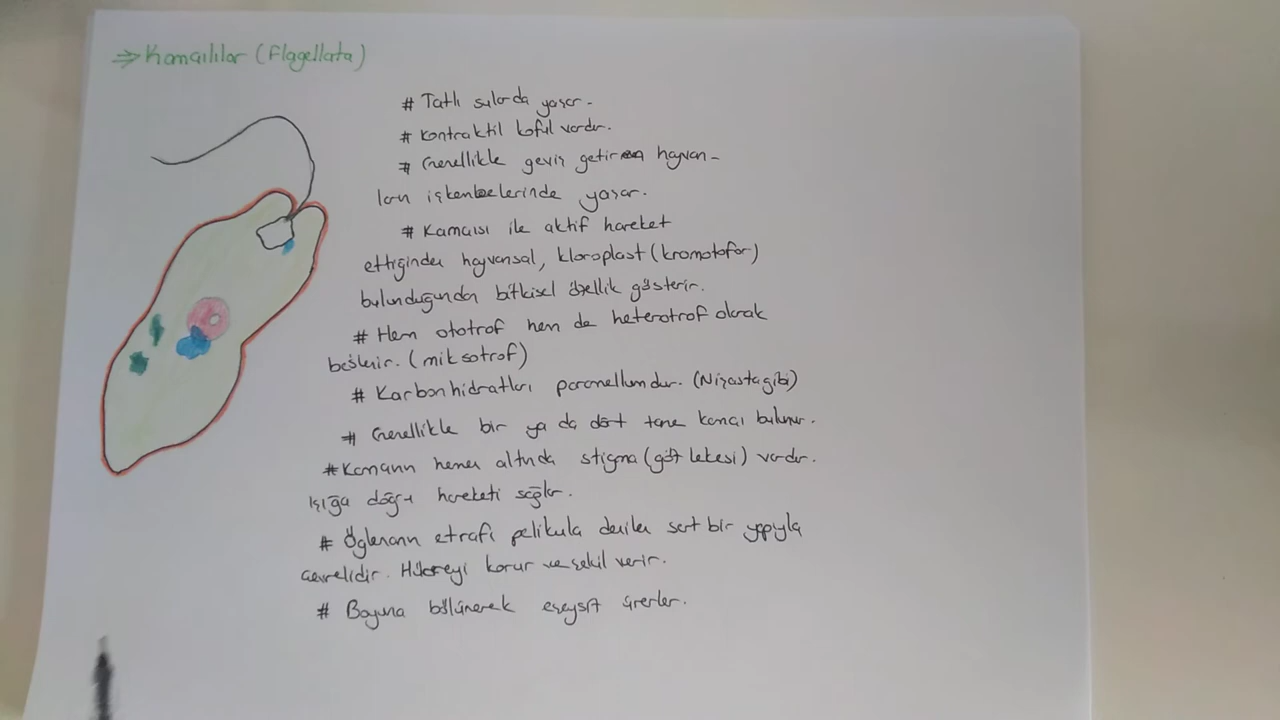 ⇒ Kamçılılar (Flagellata)
# Tatlı sularda yaşar.
# Kontraktil koful vardır.
# Genellikle geviş getiren hayvan-
ların işkembelerinde yaşar.
# Kamçısı ile aktif hareket
ettiğinden hayvansal, kloroplast (kromotofor)
bulunduğundan bitkisel özellik gösterir.
# Hem ototrof hem de heterotrof olarak
beslenir. (miksotrof)
# Karbonhidratları paramellumdur. (Nişasta gibi)
# Genellikle bir ya da dört tane kamçı bulunur.
# Kamçının hemen altında stigma (göz lekesi) vardır.
Işığa doğru hareketi sağlar.
# Öglenanın etrafı pelikula denilen sert bir yapıyla
çevrelidir. Hücreyi korur ve şekil verir.
# Boyuna bölünerek eşeysiz ürerler.